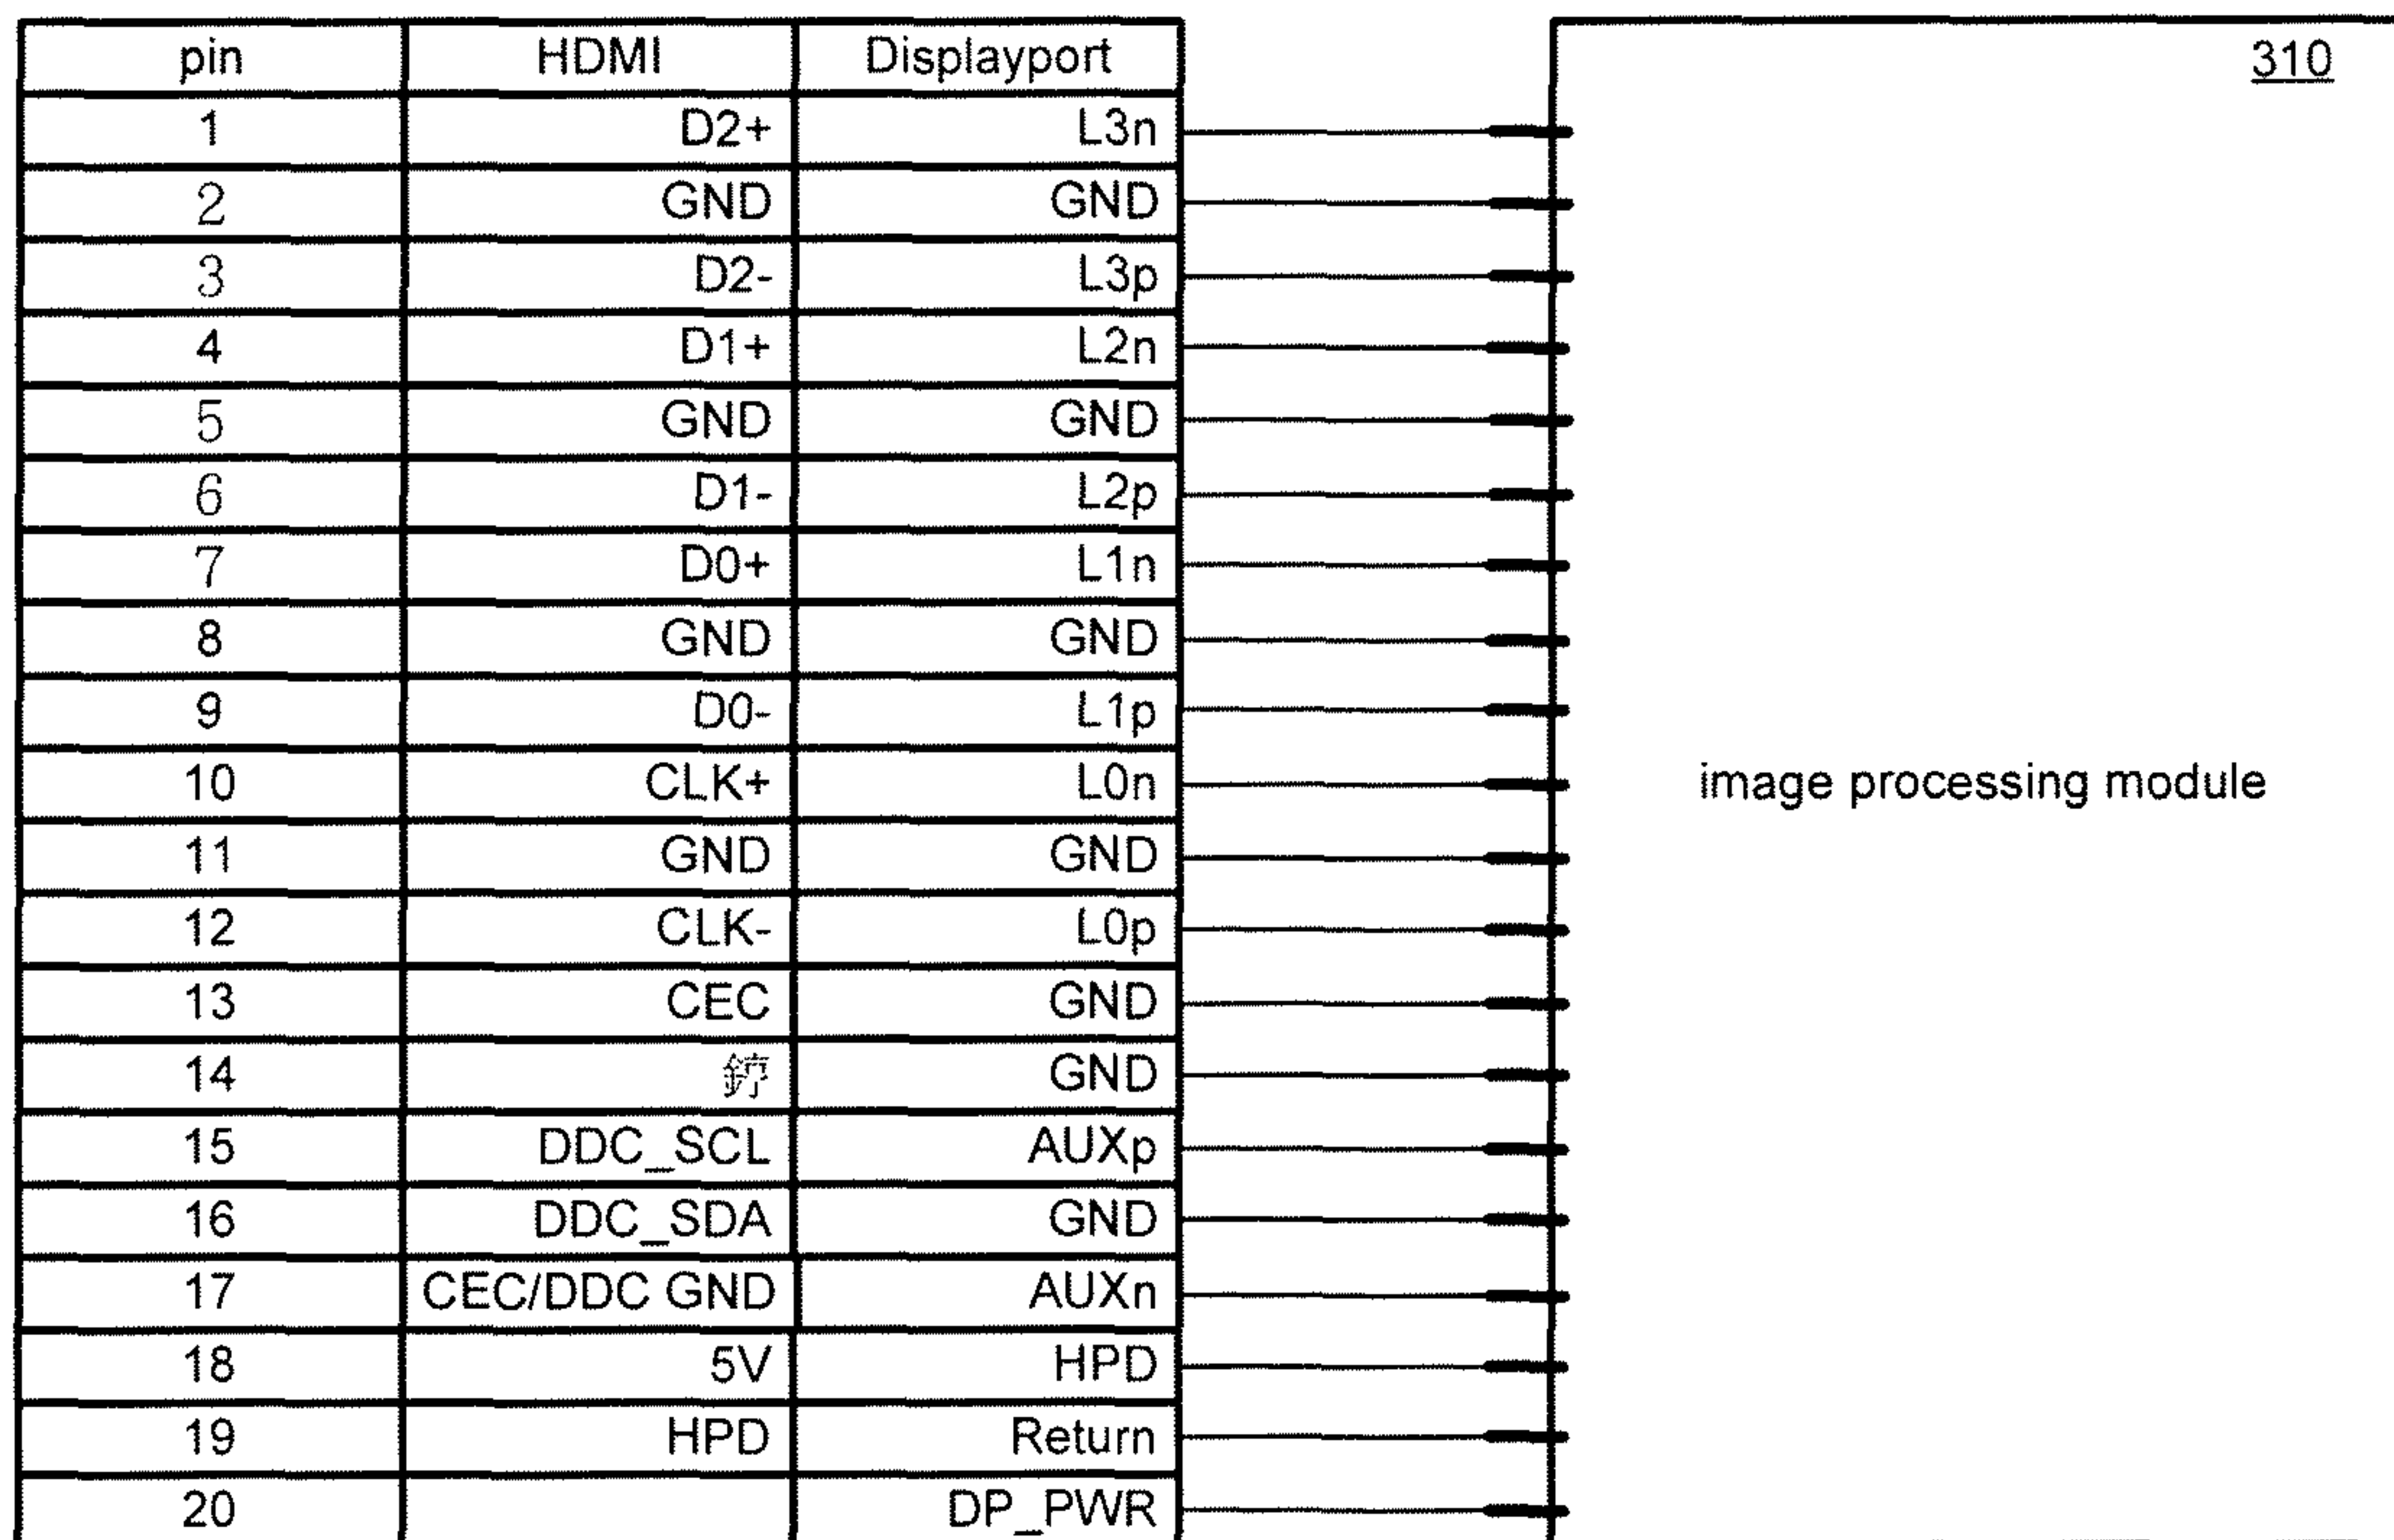 pin HDMI Displayport
310
1 D2+ L3n
2 GND GND
3 D2- L3p
4 D1+ L2n
5 GND GND
6 D1- L2p
7 D0+ L1n
8 GND GND
9 D0- L1p
10 CLK+ L0n
image processing module
11 GND GND
12 CLK- L0p
13 CEC GND
14 GND
15 DDC_SCL AUXp
16 DDC_SDA GND
17 CEC/DDC GND AUXn
18 5V HPD
19 HPD Return
20 DP_PWR